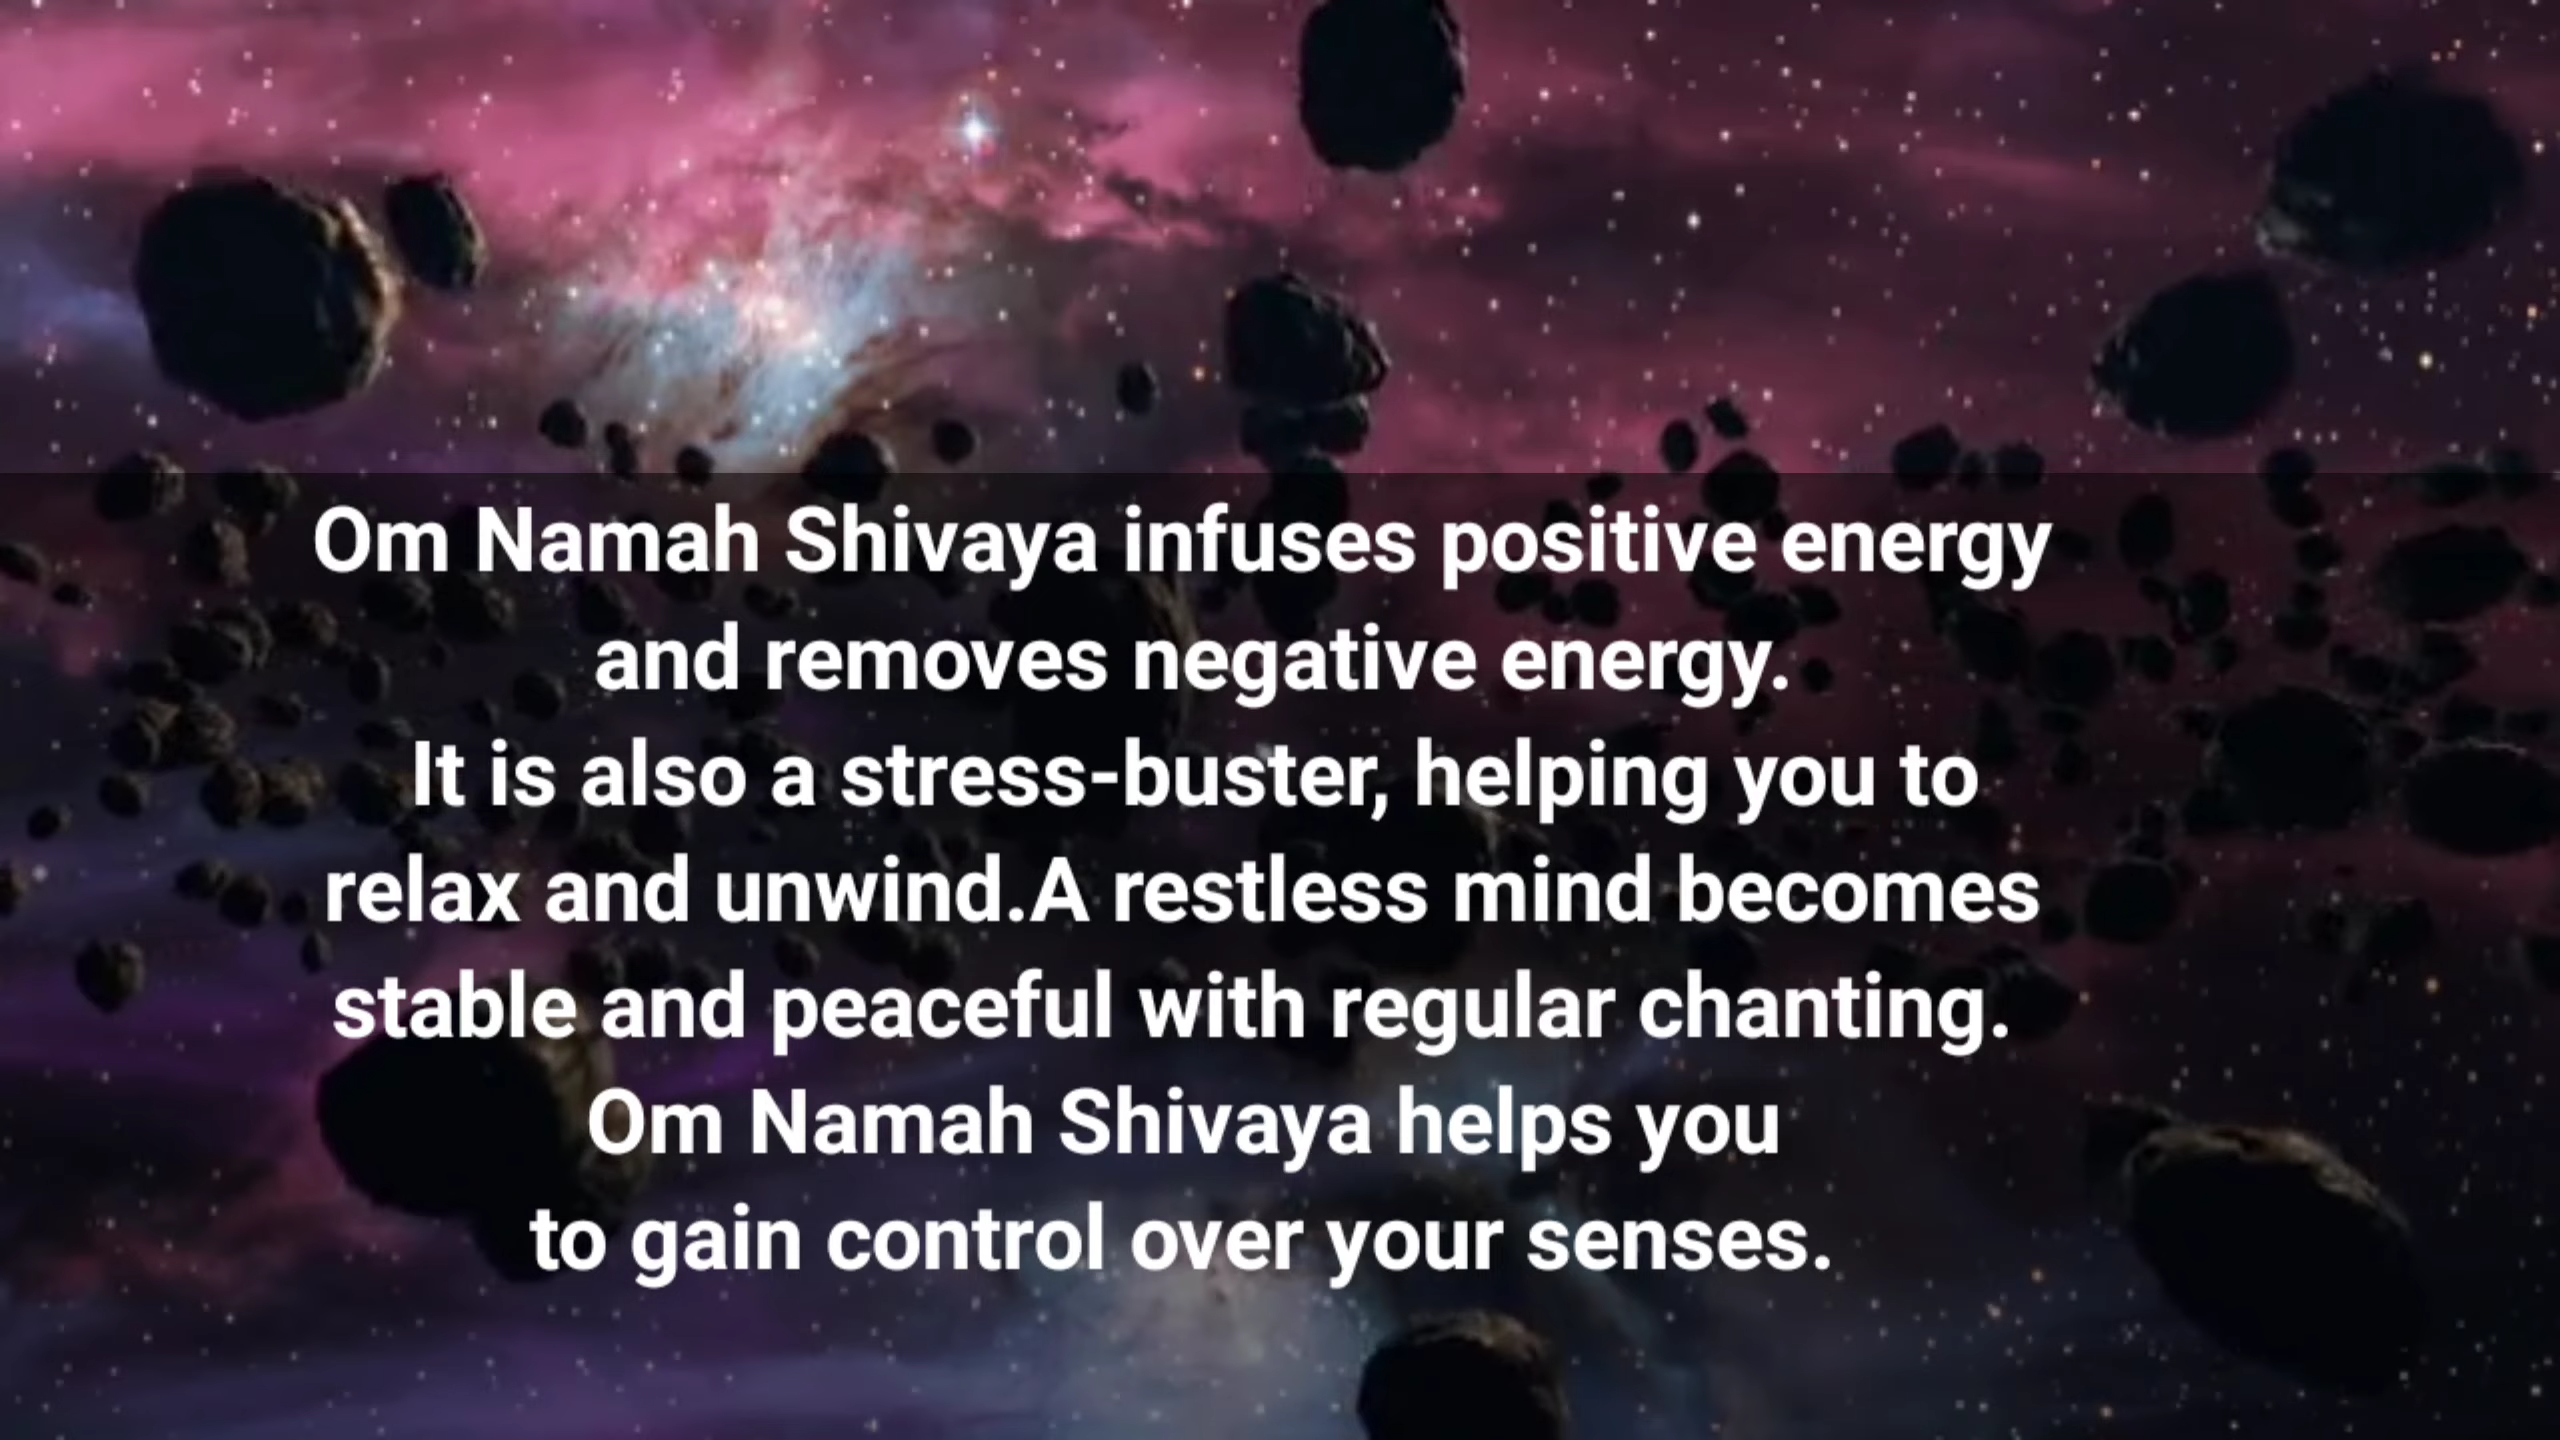 Om Namah Shivaya infuses positive energy
and removes negative energy.
It is also a stress-buster, helping you to
relax and unwind.A restless mind becomes
stable and peaceful with regular chanting.
Om Namah Shivaya helps you
to gain control over your senses.